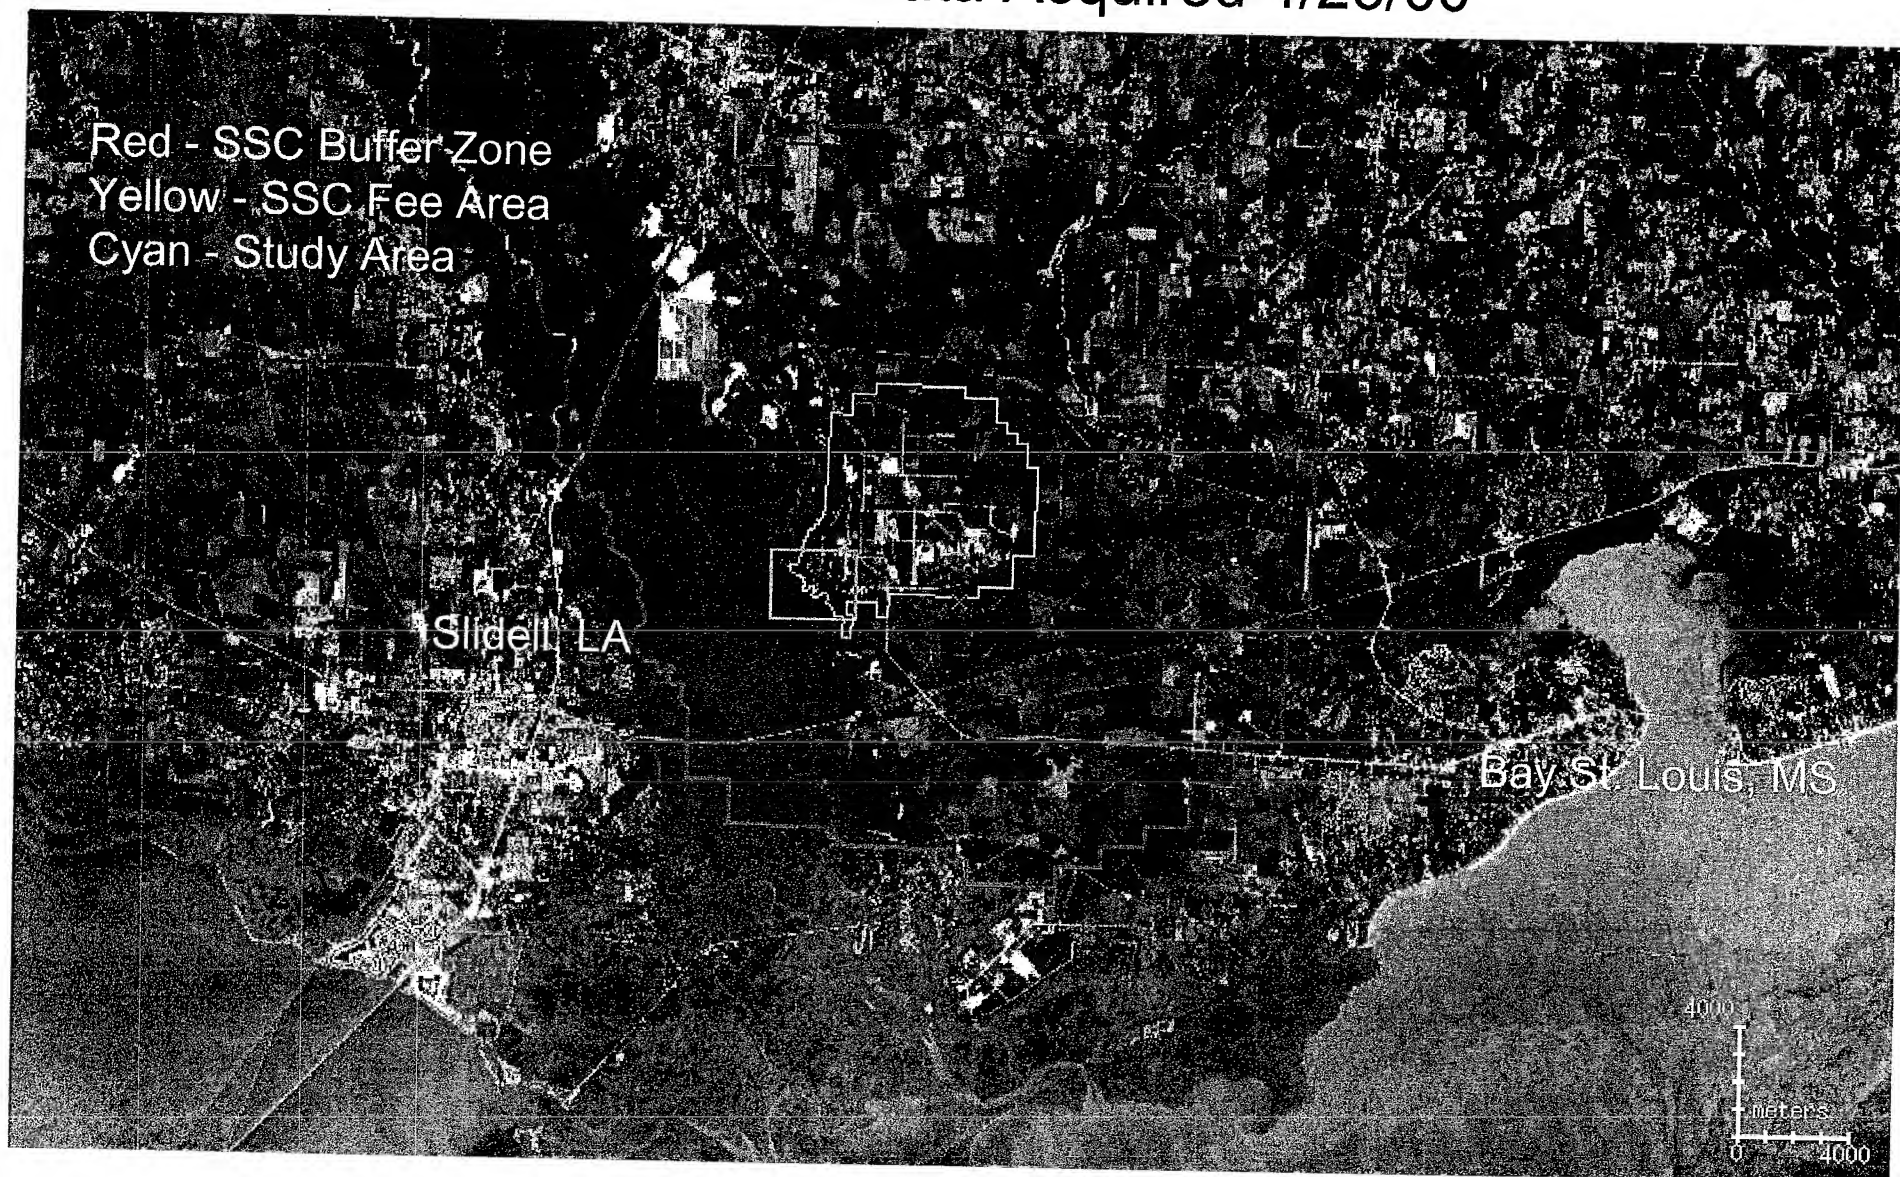 Acquired
Red - SSC Buffer Zone
Yellow - SSC Fee Area
Cyan - Study Area
Slidell, LA
Bay St. Louis, MS
4000
meters
0 4000